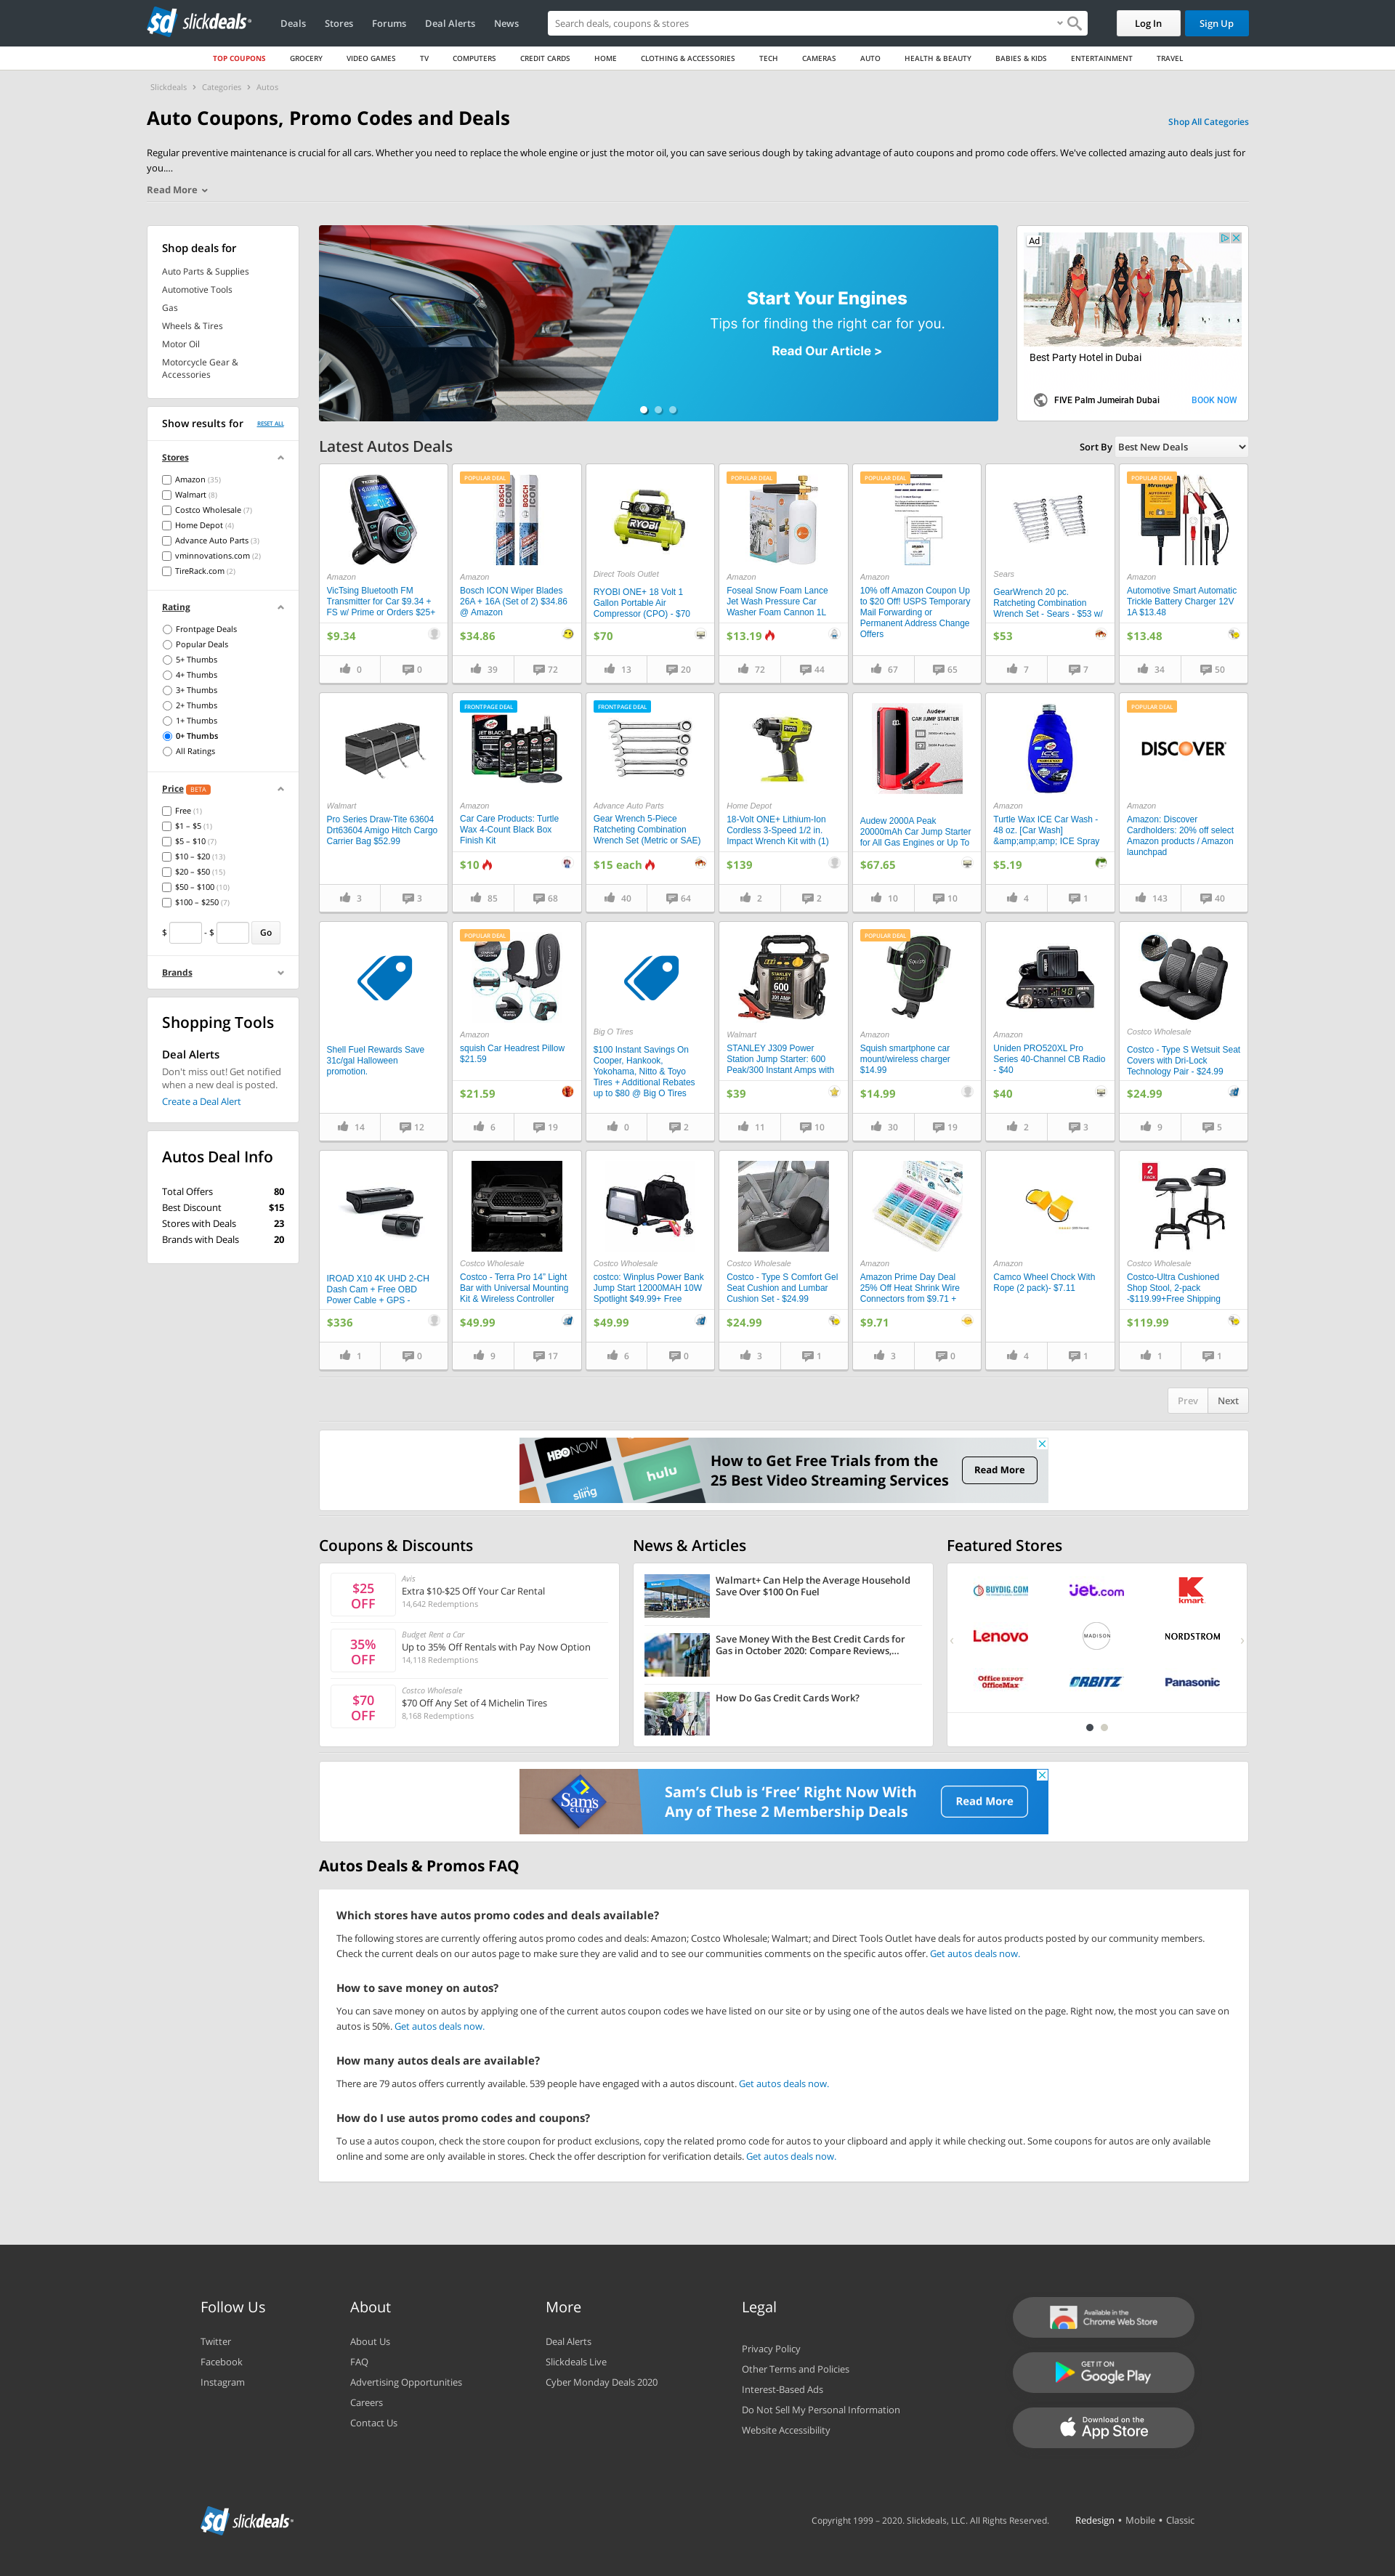 sd slickdeals
Deals Stores Forums Deal Alerts News
Search deals, coupons & stores
Log In Sign Up
TOP COUPONS GROCERY VIDEO GAMES TV COMPUTERS CREDIT CARDS HOME CLOTHING & ACCESSORIES TECH CAMERAS AUTO HEALTH & BEAUTY BABIES & KIDS ENTERTAINMENT TRAVEL
Slickdeals › Categories › Autos
Auto Coupons, Promo Codes and Deals
Shop All Categories
Regular preventive maintenance is crucial for all cars. Whether you need to replace the whole engine or just the motor oil, you can save serious dough by taking advantage of auto coupons and promo code offers. We've collected amazing auto deals just for
you....
Read More
Shop deals for
Auto Parts & Supplies
Automotive Tools
Gas
Wheels & Tires
Motor Oil
Motorcycle Gear &
Accessories
Show results for RESET ALL
Stores
Amazon (35)
Walmart (8)
Costco Wholesale (7)
Home Depot (4)
Advance Auto Parts (3)
vminnovations.com (2)
TireRack.com (2)
Rating
Frontpage Deals
Popular Deals
5+ Thumbs
4+ Thumbs
3+ Thumbs
2+ Thumbs
1+ Thumbs
0+ Thumbs
All Ratings
Price BETA
Free (1)
$1 – $5 (1)
$5 – $10 (7)
$10 – $20 (13)
$20 – $50 (15)
$50 – $100 (10)
$100 – $250 (7)
$ - $ Go
Brands
Shopping Tools
Deal Alerts
Don't miss out! Get notified
when a new deal is posted.
Create a Deal Alert
Autos Deal Info
Total Offers 80
Best Discount $15
Stores with Deals 23
Brands with Deals 20
Start Your Engines
Tips for finding the right car for you.
Read Our Article >
Ad
Best Party Hotel in Dubai
FIVE Palm Jumeirah Dubai BOOK NOW
Latest Autos Deals
Sort By Best New Deals
Amazon
VicTsing Bluetooth FM
Transmitter for Car $9.34 +
FS w/ Prime or Orders $25+
$9.34
0 0
POPULAR DEAL
BOSCH ICON
BOSCH ICON
Amazon
Bosch ICON Wiper Blades
26A + 16A (Set of 2) $34.86
@ Amazon
$34.86
39 72
RYOBI
Direct Tools Outlet
RYOBI ONE+ 18 Volt 1
Gallon Portable Air
Compressor (CPO) - $70
$70
13 20
POPULAR DEAL
Amazon
Foseal Snow Foam Lance
Jet Wash Pressure Car
Washer Foam Cannon 1L
$13.19
72 44
POPULAR DEAL
Amazon
10% off Amazon Coupon Up
to $20 Off! USPS Temporary
Mail Forwarding or
Permanent Address Change
Offers
67 65
Sears
GearWrench 20 pc.
Ratcheting Combination
Wrench Set - Sears - $53 w/
$53
7 7
POPULAR DEAL
Amazon
Automotive Smart Automatic
Trickle Battery Charger 12V
1A $13.48
$13.48
34 50
Walmart
Pro Series Draw-Tite 63604
Drt63604 Amigo Hitch Cargo
Carrier Bag $52.99
3 3
FRONTPAGE DEAL
JET BLACK
Amazon
Car Care Products: Turtle
Wax 4-Count Black Box
Finish Kit
$10
85 68
FRONTPAGE DEAL
Advance Auto Parts
Gear Wrench 5-Piece
Ratcheting Combination
Wrench Set (Metric or SAE)
$15 each
40 64
Home Depot
18-Volt ONE+ Lithium-Ion
Cordless 3-Speed 1/2 in.
Impact Wrench Kit with (1)
$139
2 2
Audew
CAR JUMP STARTER
Audew 2000A Peak
20000mAh Car Jump Starter
for All Gas Engines or Up To
$67.65
10 10
ICE
Amazon
Turtle Wax ICE Car Wash -
48 oz. [Car Wash]
&amp;amp;amp; ICE Spray
$5.19
4 1
POPULAR DEAL
DISCOVER
Amazon
Amazon: Discover
Cardholders: 20% off select
Amazon products / Amazon
launchpad
143 40
Shell Fuel Rewards Save
31c/gal Halloween
promotion.
14 12
POPULAR DEAL
Amazon
squish Car Headrest Pillow
$21.59
$21.59
6 19
Big O Tires
$100 Instant Savings On
Cooper, Hankook,
Yokohama, Nitto & Toyo
Tires + Additional Rebates
up to $80 @ Big O Tires
0 2
STANLEY
600
Walmart
STANLEY J309 Power
Station Jump Starter: 600
Peak/300 Instant Amps with
$39
11 10
POPULAR DEAL
Squish
Amazon
Squish smartphone car
mount/wireless charger
$14.99
$14.99
30 19
Amazon
Uniden PRO520XL Pro
Series 40-Channel CB Radio
- $40
$40
2 3
Costco Wholesale
Costco - Type S Wetsuit Seat
Covers with Dri-Lock
Technology Pair - $24.99
$24.99
9 5
IROAD X10 4K UHD 2-CH
Dash Cam + Free OBD
Power Cable + GPS -
$336
1 0
Costco Wholesale
Costco - Terra Pro 14" Light
Bar with Universal Mounting
Kit & Wireless Controller
$49.99
9 17
Costco Wholesale
costco: Winplus Power Bank
Jump Start 12000MAH 10W
Spotlight $49.99+ Free
$49.99
6 0
Costco Wholesale
Costco - Type S Comfort Gel
Seat Cushion and Lumbar
Cushion Set - $24.99
$24.99
3 1
Amazon
Amazon Prime Day Deal
25% Off Heat Shrink Wire
Connectors from $9.71 +
$9.71
3 0
Amazon
Camco Wheel Chock With
Rope (2 pack)- $7.11
4 1
2 PACK
Costco Wholesale
Costco-Ultra Cushioned
Shop Stool, 2-pack
-$119.99+Free Shipping
$119.99
1 1
Prev Next
HBO NOW
hulu
sling
How to Get Free Trials from the
25 Best Video Streaming Services
Read More
Coupons & Discounts
$25 OFF
Avis
Extra $10-$25 Off Your Car Rental
14,642 Redemptions
35% OFF
Budget Rent a Car
Up to 35% Off Rentals with Pay Now Option
14,118 Redemptions
$70 OFF
Costco Wholesale
$70 Off Any Set of 4 Michelin Tires
8,168 Redemptions
News & Articles
Walmart+ Can Help the Average Household
Save Over $100 On Fuel
Save Money With the Best Credit Cards for
Gas in October 2020: Compare Reviews,...
How Do Gas Credit Cards Work?
Featured Stores
BUYDIG.COM jet.com kmart
Lenovo MADISON NORDSTROM
Office DEPOT OfficeMax ORBITZ Panasonic
Sam's CLUB
Sam's Club is 'Free' Right Now With
Any of These 2 Membership Deals
Read More
Autos Deals & Promos FAQ
Which stores have autos promo codes and deals available?
The following stores are currently offering autos promo codes and deals: Amazon; Costco Wholesale; Walmart; and Direct Tools Outlet have deals for autos products posted by our community members.
Check the current deals on our autos page to make sure they are valid and to see our communities comments on the specific autos offer. Get autos deals now.
How to save money on autos?
You can save money on autos by applying one of the current autos coupon codes we have listed on our site or by using one of the autos deals we have listed on the page. Right now, the most you can save on
autos is 50%. Get autos deals now.
How many autos deals are available?
There are 79 autos offers currently available. 539 people have engaged with a autos discount. Get autos deals now.
How do I use autos promo codes and coupons?
To use a autos coupon, check the store coupon for product exclusions, copy the related promo code for autos to your clipboard and apply it while checking out. Some coupons for autos are only available
online and some are only available in stores. Check the offer description for verification details. Get autos deals now.
Follow Us
Twitter
Facebook
Instagram
About
About Us
FAQ
Advertising Opportunities
Careers
Contact Us
More
Deal Alerts
Slickdeals Live
Cyber Monday Deals 2020
Legal
Privacy Policy
Other Terms and Policies
Interest-Based Ads
Do Not Sell My Personal Information
Website Accessibility
Available in the
Chrome Web Store
GET IT ON
Google Play
Download on the
App Store
sd slickdeals
Copyright 1999 – 2020. Slickdeals, LLC. All Rights Reserved. Redesign • Mobile • Classic